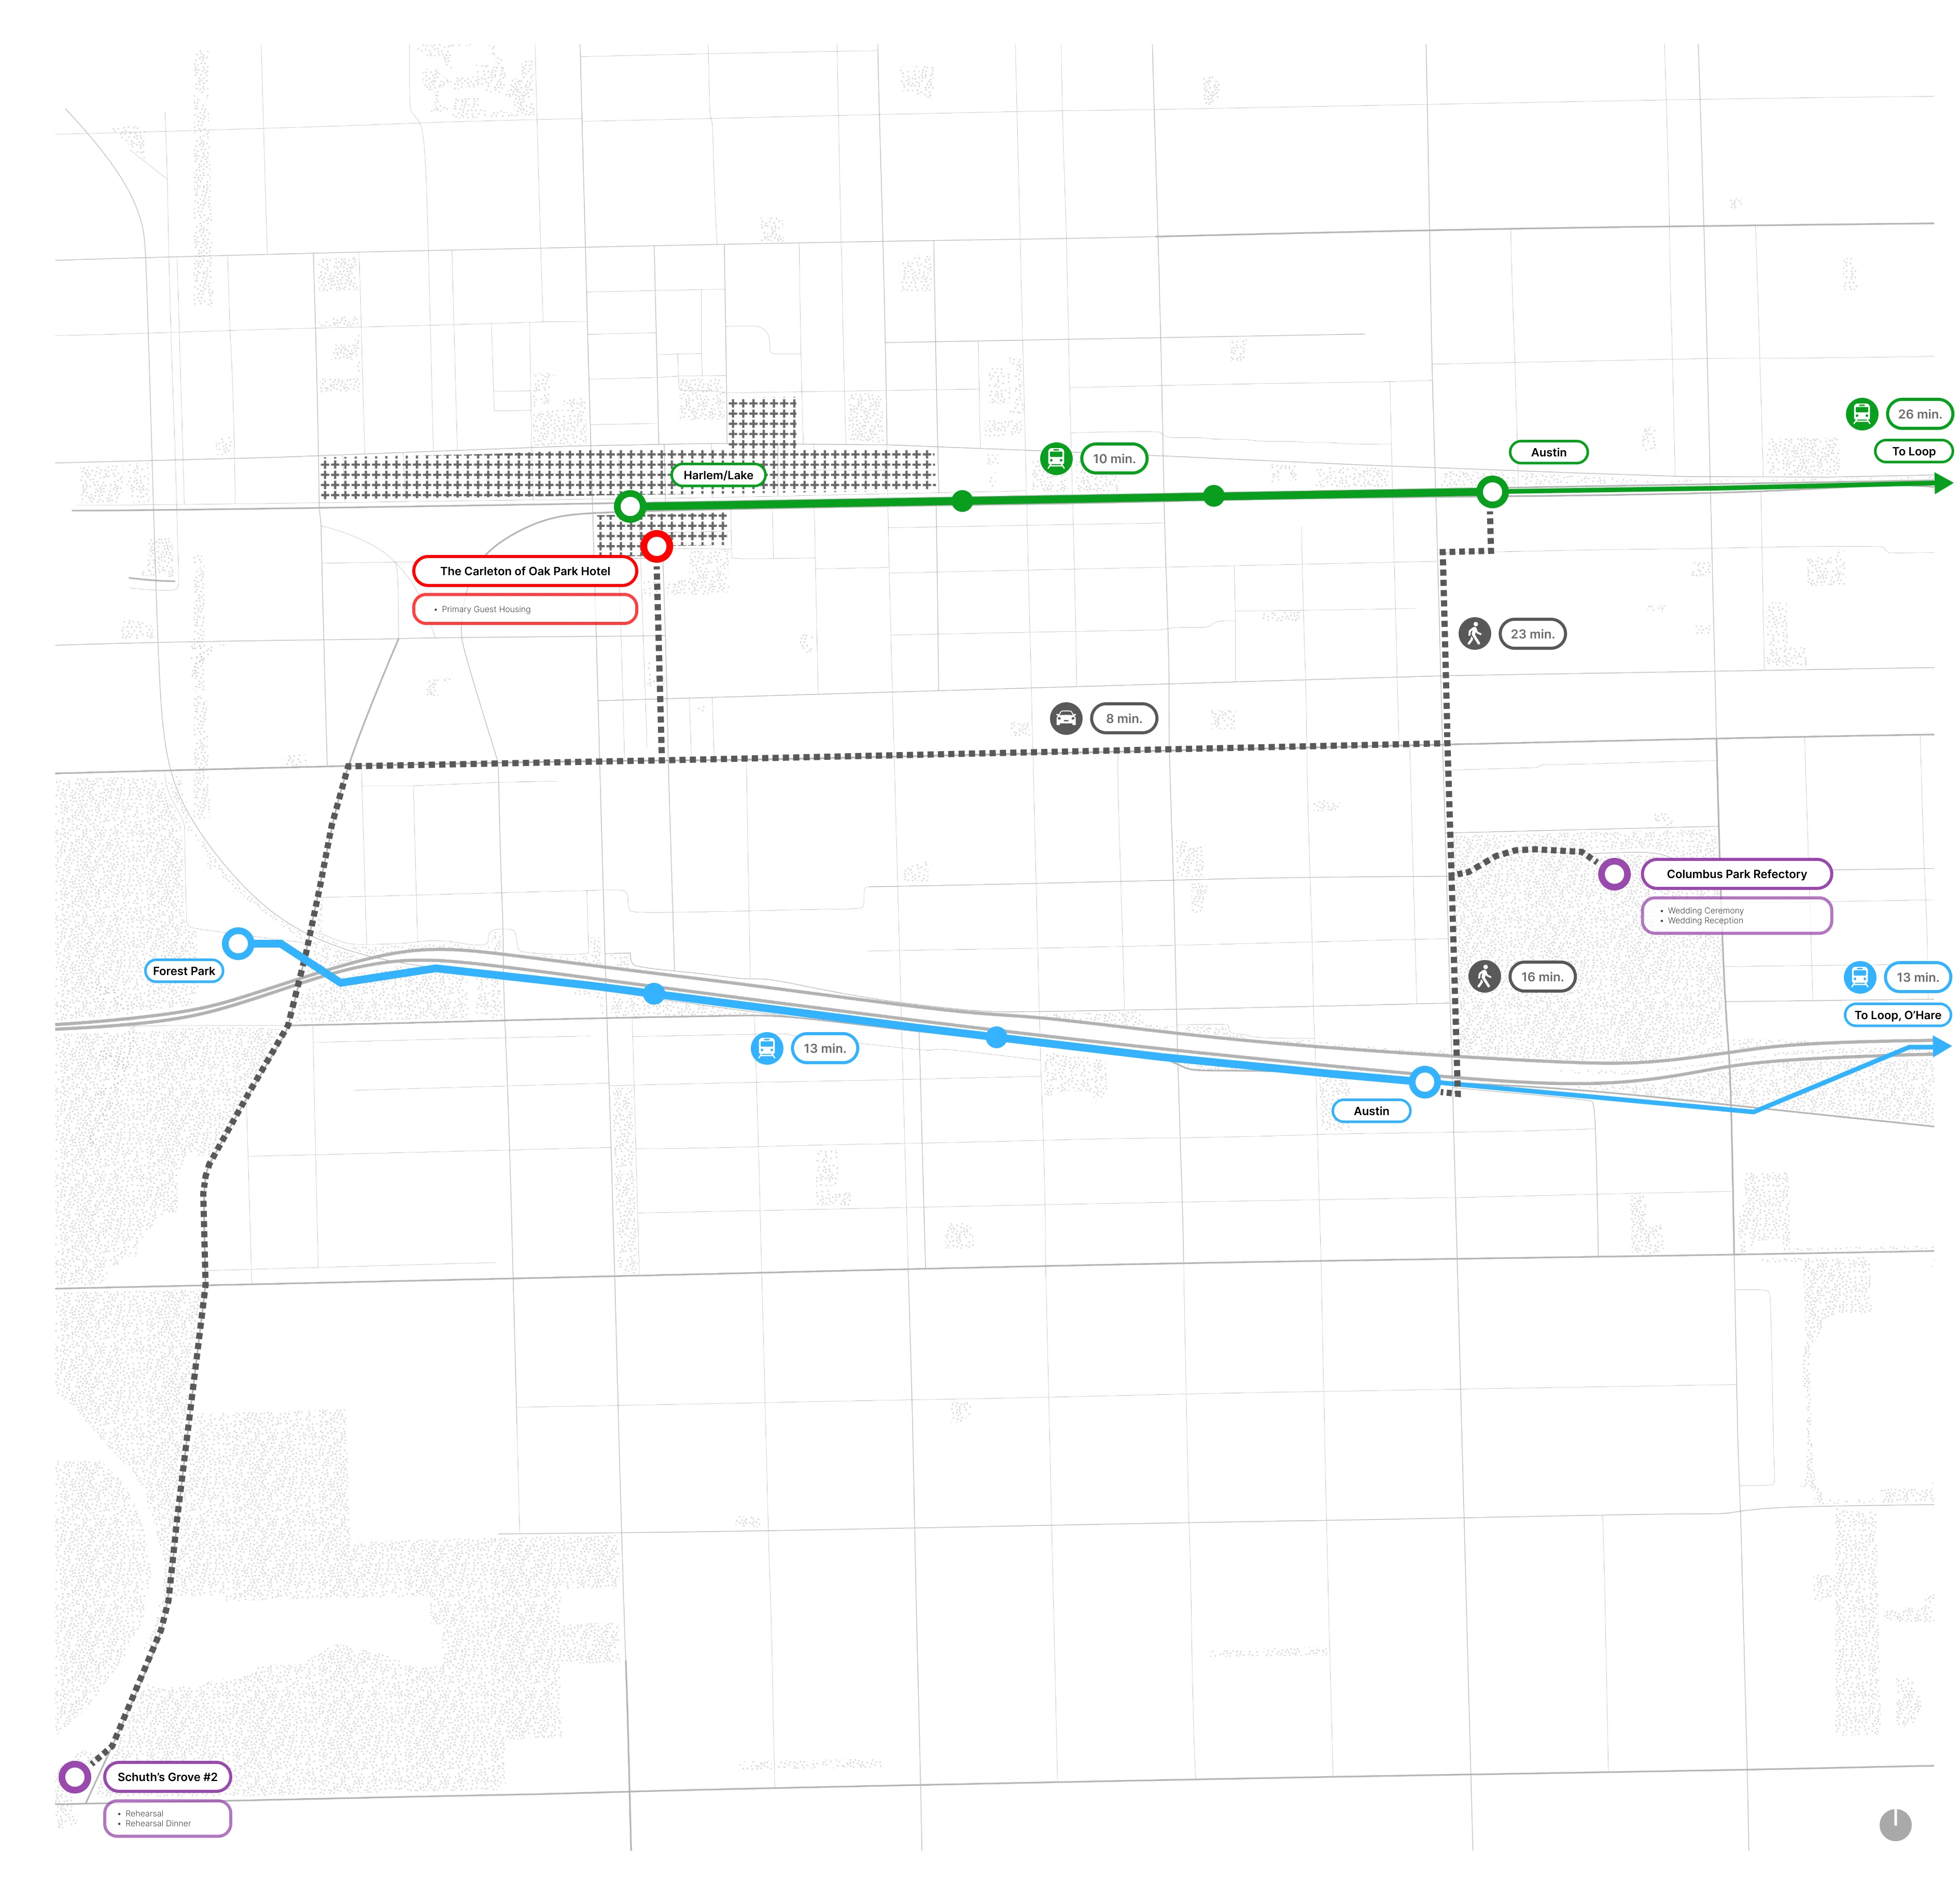 26 min.
To Loop
Austin
10 min.
Harlem/Lake
The Carleton of Oak Park Hotel
• Primary Guest Housing
23 min.
8 min.
Columbus Park Refectory
• Wedding Ceremony
• Wedding Reception
Forest Park
16 min.
13 min.
To Loop, O’Hare
13 min.
Austin
Schuth’s Grove #2
• Rehearsal
• Rehearsal Dinner